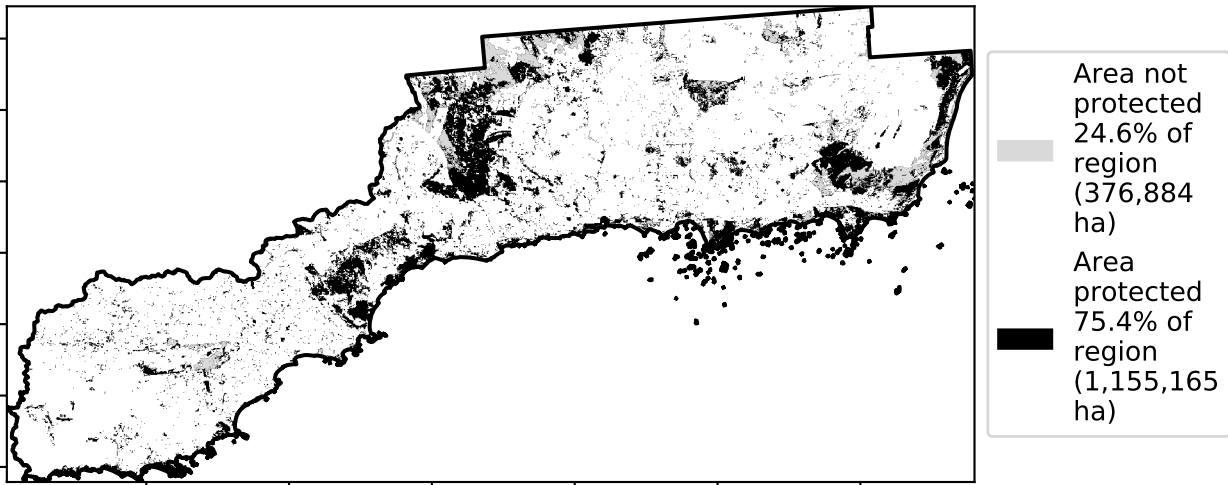 Area not
protected
24.6% of
region
(376,884
ha)
Area
protected
75.4% of
region
(1,155,165
ha)